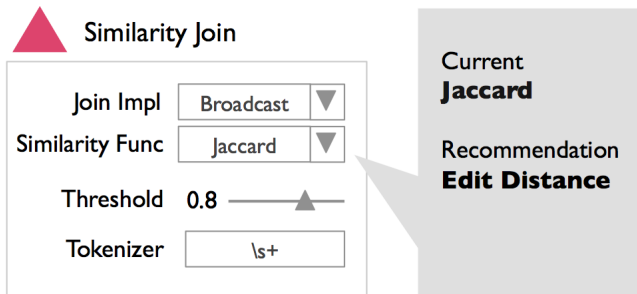 Similarity Join
Join Impl Broadcast
Similarity Func Jaccard
Threshold 0.8
Tokenizer \s+
Current
Jaccard
Recommendation
Edit Distance